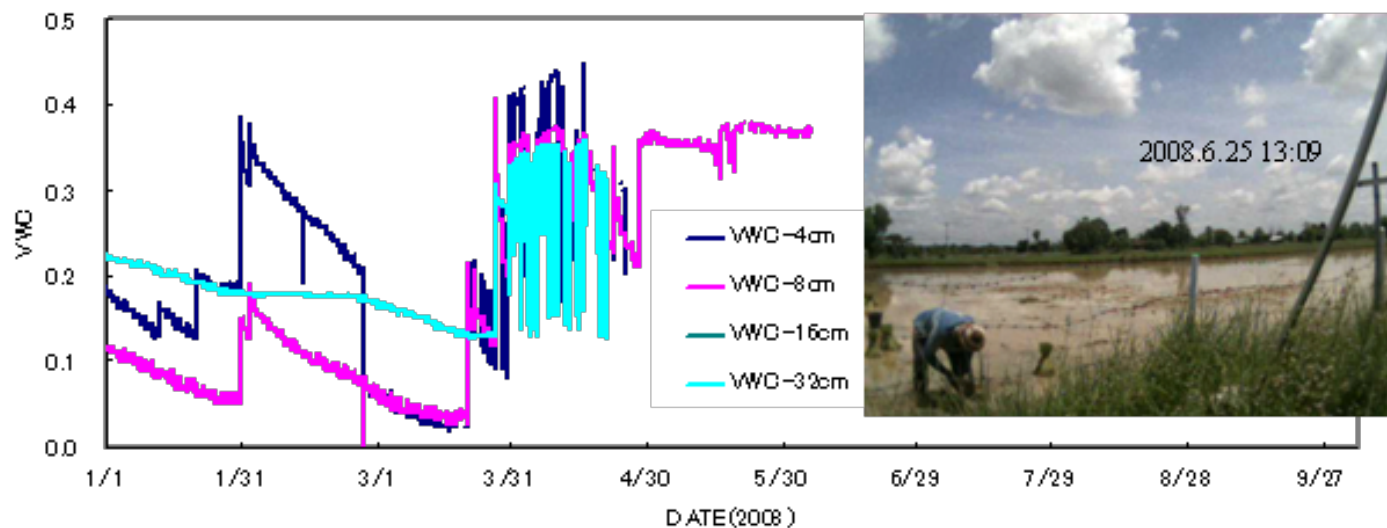 0.5
0.4
0.3
0.2
0.1
0.0
VWC
2008.6.25 13:09
VWC-4cm
VWC-8cm
VWC-16cm
VWC-32cm
1/1
1/31
3/1
3/31
4/30
5/30
6/29
7/29
8/28
9/27
DATE(2008)